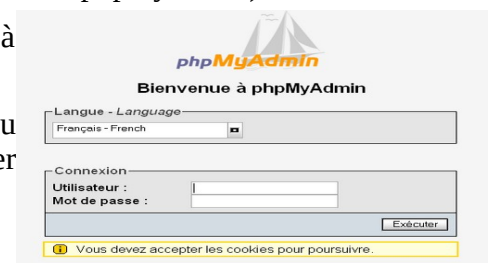 à
phpMyAdmin
Bienvenue à phpMyAdmin
u
Langue - Language
Français - French
er
Connexion
Utilisateur :
Mot de passe :
Exécuter
Vous devez accepter les cookies pour poursuivre.